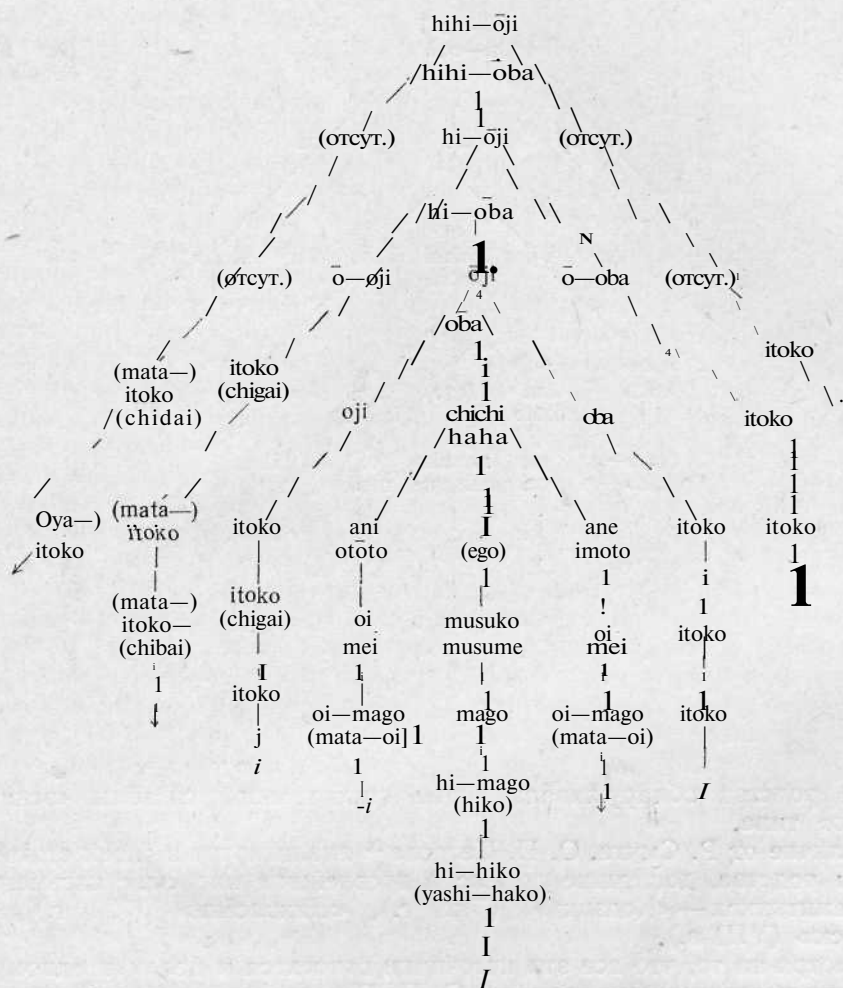 hihi—ōji
hihi—ōba
(отсут.) hi—ōji (отсут.)
hi—ōba
(отсут.) ō—oji ōji ō—oba (отсут.)
ōba
(mata—) itoko itoko
itoko (chigai)
(chidai) oji chichi oba itoko
haha
Oya—) (mata—) itoko ani ane itoko itoko
itoko itoko otōto (ego) imoto
(mata—) itoko oi musuko oi itoko
itoko— (chigai) mei musume mei
(chibai)
itoko oi—mago mago oi—mago itoko
(mata—oi] (mata—oi)
hi—mago
(hiko)
hi—hiko
(yashi—hako)